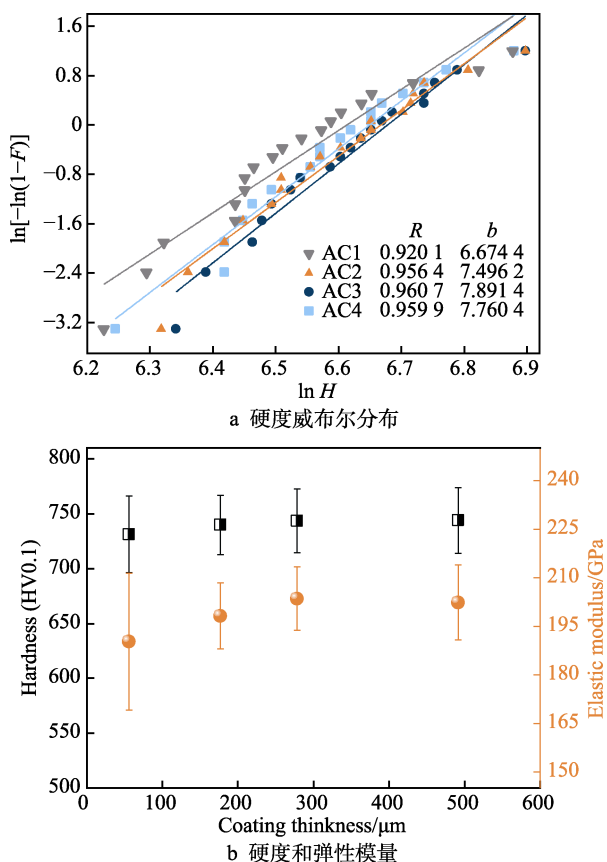 1.6
0.8
0
−0.8
−1.6
−2.4
−3.2
ln[−ln(1−F)]
R b
AC1 0.920 1 6.674 4
AC2 0.956 4 7.496 2
AC3 0.960 7 7.891 4
AC4 0.959 9 7.760 4
6.2 6.3 6.4 6.5 6.6 6.7 6.8 6.9
ln H
a 硬度威布尔分布
800
750
700
650
600
550
500
Hardness (HV0.1)
240
225
210
195
180
165
150
Elastic modulus/GPa
0 100 200 300 400 500 600
Coating thinkness/μm
b 硬度和弹性模量